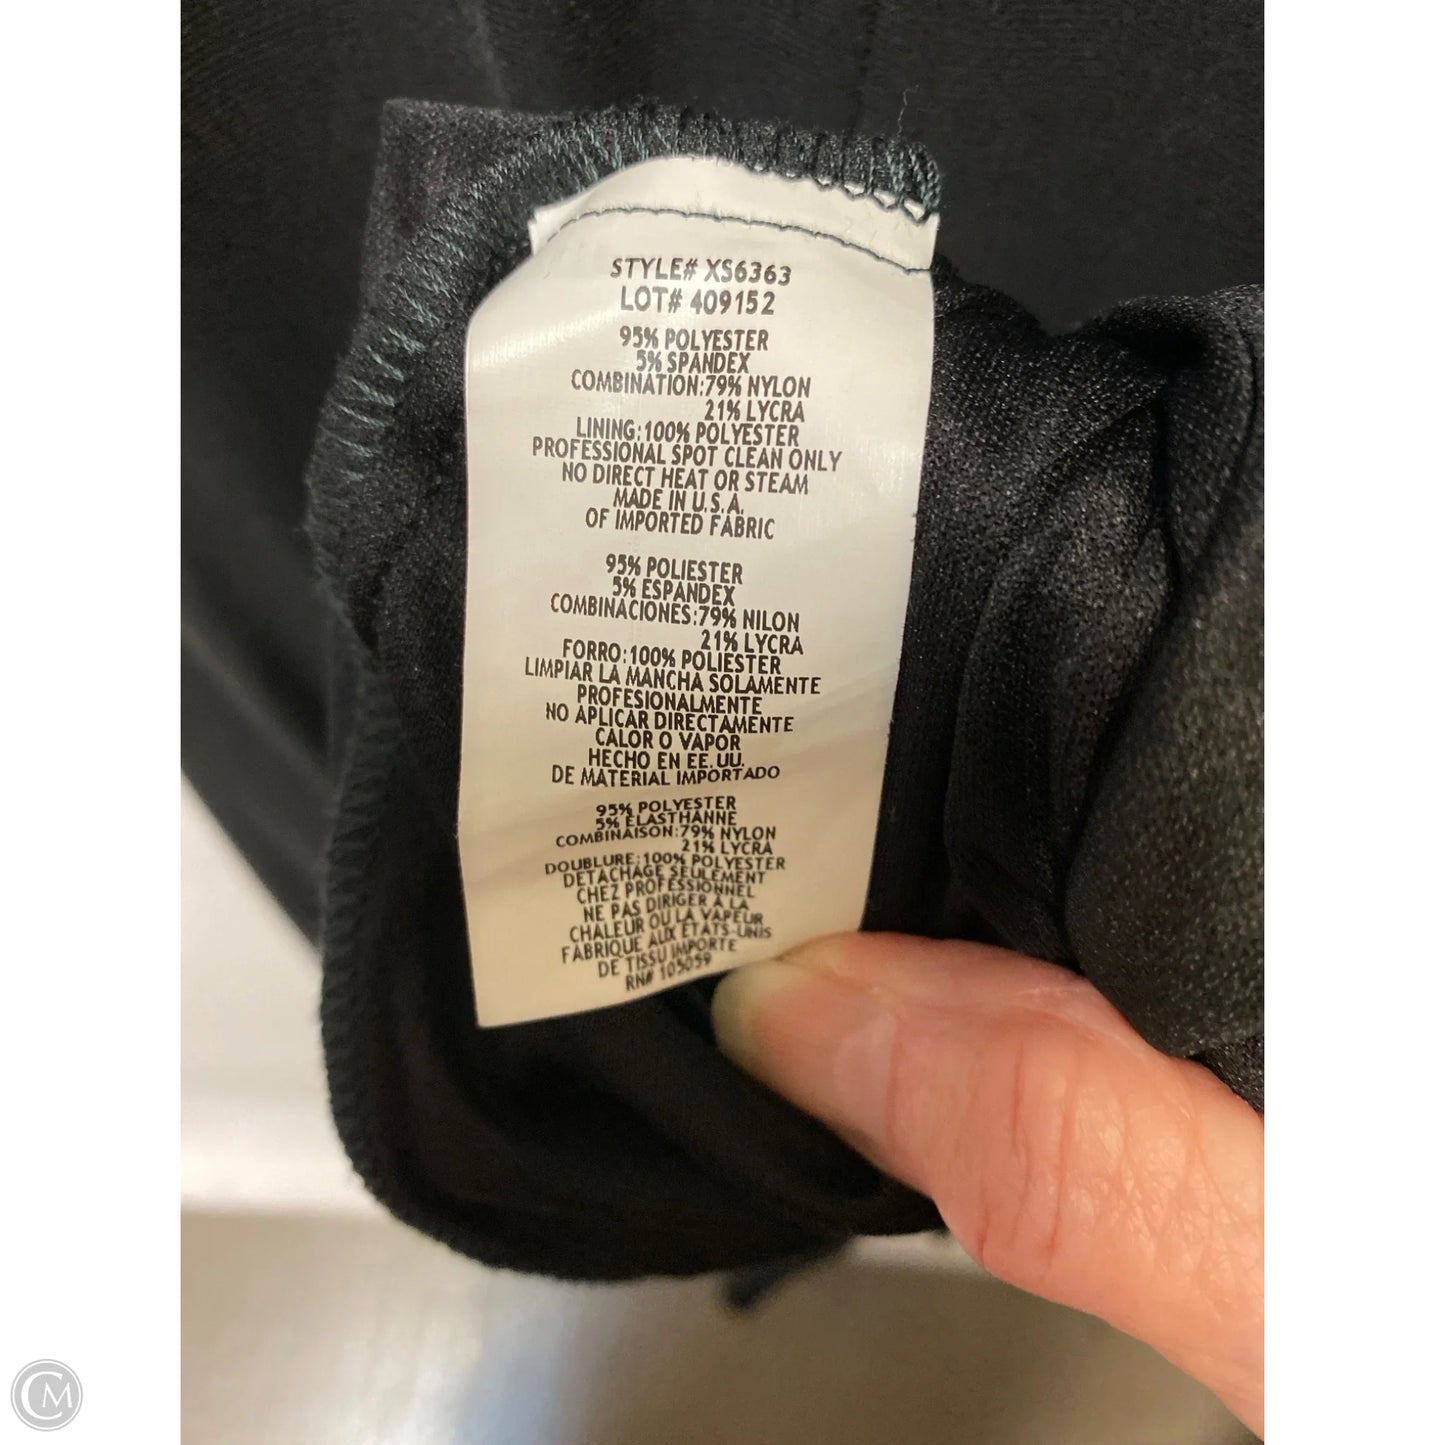 STYLE# XS6363
LOT# 409152
95% POLYESTER
5% SPANDEX
COMBINATION:79% NYLON
21% LYCRA
LINING:100% POLYESTER
PROFESSIONAL SPOT CLEAN ONLY
NO DIRECT HEAT OR STEAM
MADE IN U.S.A.
OF IMPORTED FABRIC
95% POLIESTER
5% ESPANDEX
COMBINACIONES:79% NILON
21% LYCRA
FORRO:100% POLIESTER
LIMPIAR LA MANCHA SOLAMENTE
PROFESIONALMENTE
NO APLICAR DIRECTAMENTE
CALOR O VAPOR
HECHO EN EE.UU.
DE MATERIAL IMPORTADO
95% POLYESTER
5% ELASTHANNE
COMBINAISON:79% NYLON
21% LYCRA
DOUBLURE:100% POLYESTER
DETACHAGE SEULEMENT
CHEZ PROFESSIONNEL
NE PAS DIRIGER À LA
CHALEUR OU LA VAPEUR
FABRIQUE AUX ETATS-UNIS
DE TISSU IMPORTE
RN# 105059
CM